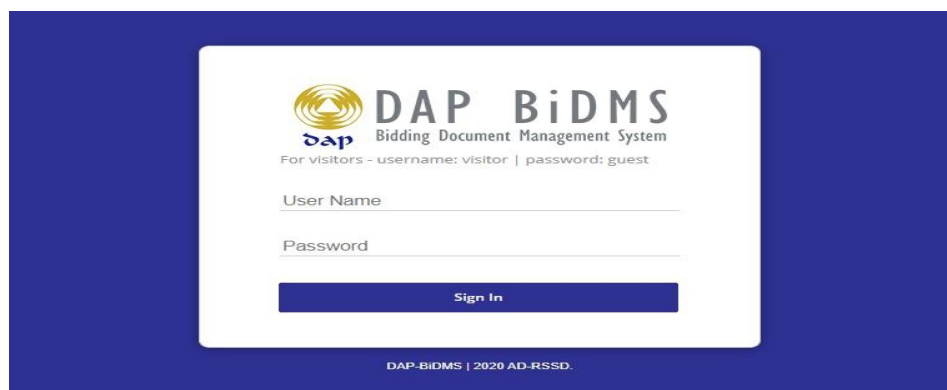 DAP BiDMS
dap
Bidding Document Management System
For visitors - username: visitor | password: guest
User Name
Password
Sign In
DAP-BiDMS | 2020 AD-RSSD.